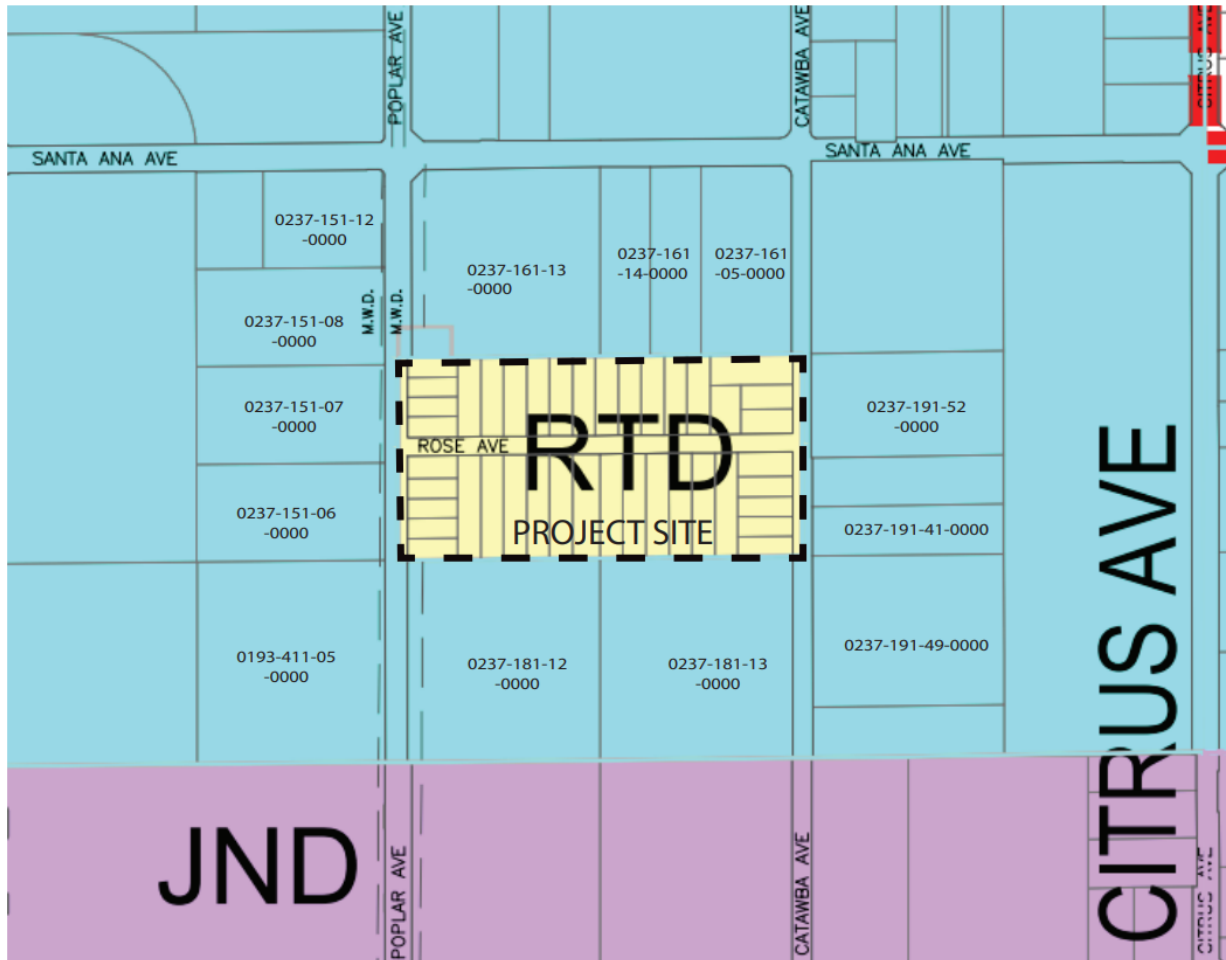 POPLAR AVE
CATAWBA AVE
CITRUS AVE
SANTA ANA AVE
SANTA ANA AVE
0237-151-12
-0000
0237-161-13
-0000
0237-161
-14-0000
0237-161
-05-0000
0237-151-08
-0000
M.W.D.
M.W.D.
0237-151-07
-0000
0237-191-52
-0000
ROSE AVE
RTD
PROJECT SITE
0237-151-06
-0000
0237-191-41-0000
0193-411-05
-0000
0237-181-12
-0000
0237-181-13
-0000
0237-191-49-0000
CITRUS AVE
JND
POPLAR AVE
CATAWBA AVE
CITRUS AVE